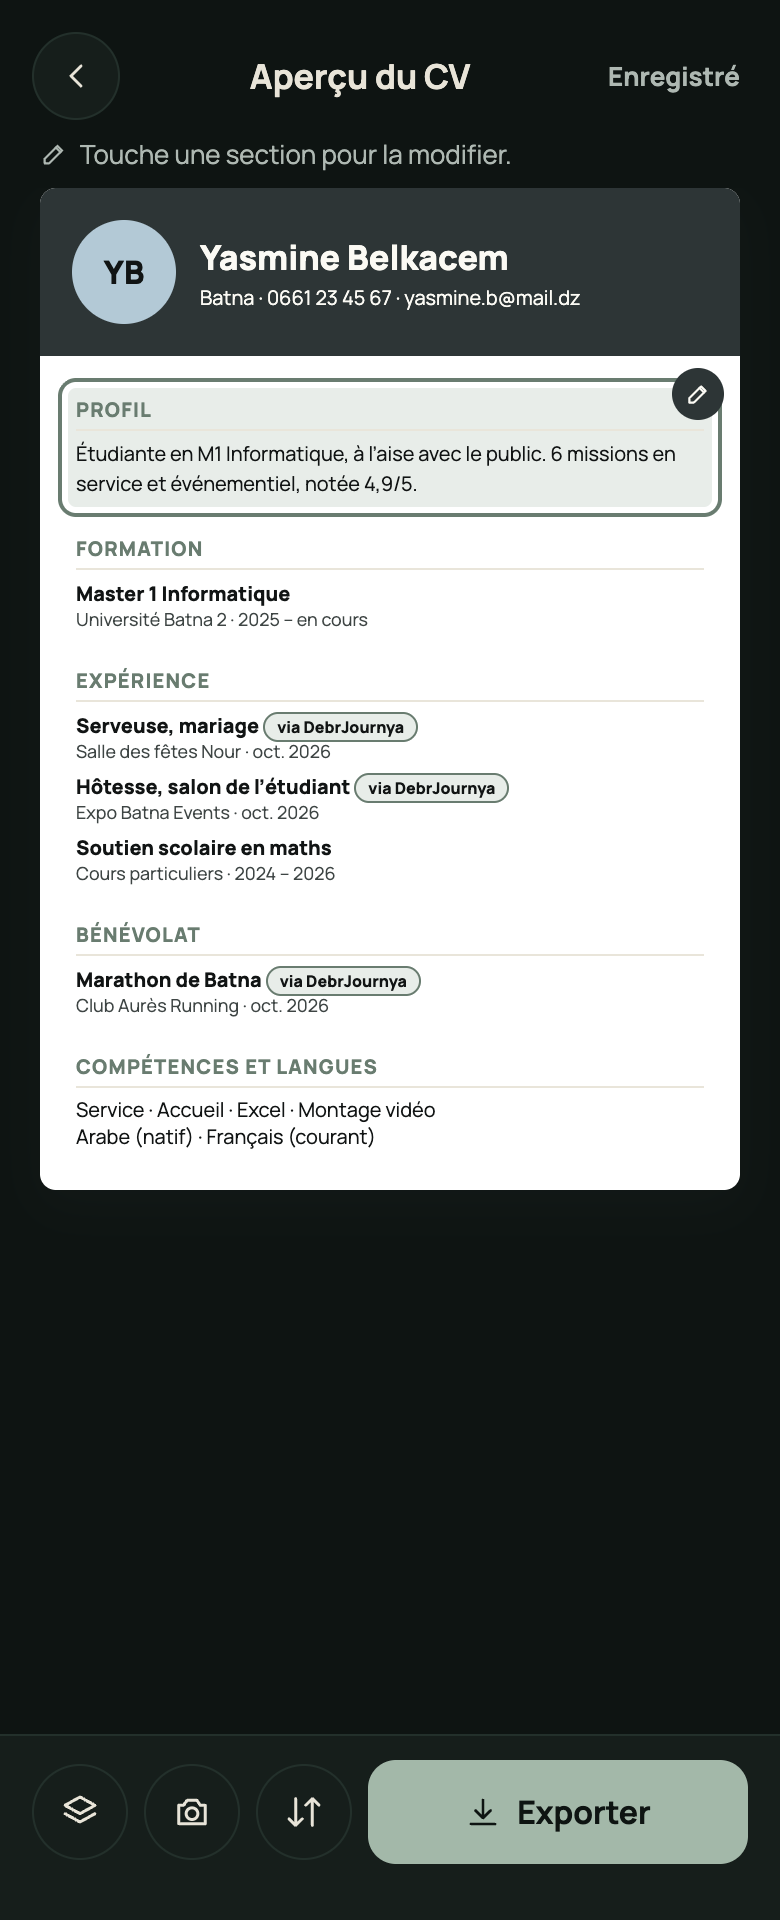 Aperçu du CV
Enregistré
Touche une section pour la modifier.
YB
Yasmine Belkacem
Batna · 0661 23 45 67 · yasmine.b@mail.dz
PROFIL
Étudiante en M1 Informatique, à l’aise avec le public. 6 missions en
service et événementiel, notée 4,9/5.
FORMATION
Master 1 Informatique
Université Batna 2 · 2025 – en cours
EXPÉRIENCE
Serveuse, mariage via DebrJournya
Salle des fêtes Nour · oct. 2026
Hôtesse, salon de l’étudiant via DebrJournya
Expo Batna Events · oct. 2026
Soutien scolaire en maths
Cours particuliers · 2024 – 2026
BÉNÉVOLAT
Marathon de Batna via DebrJournya
Club Aurès Running · oct. 2026
COMPÉTENCES ET LANGUES
Service · Accueil · Excel · Montage vidéo
Arabe (natif) · Français (courant)
Exporter